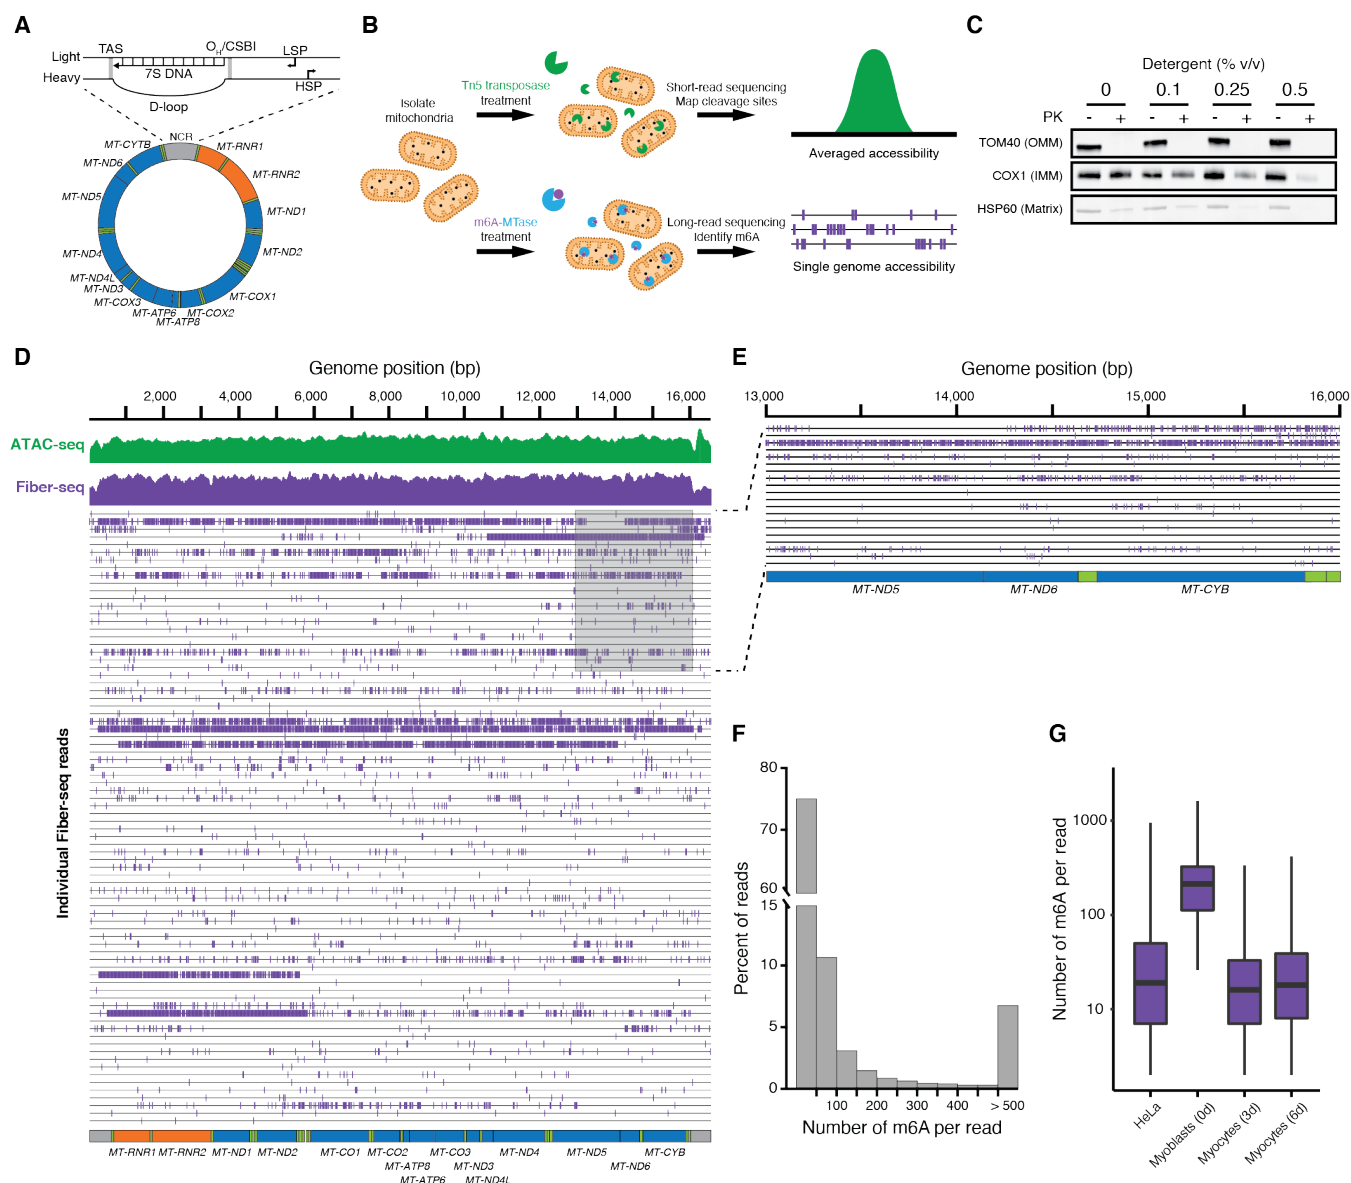 A
TAS
O_H/CSBI
LSP
Light
Heavy
7S DNA
HSP
D-loop
NCR
MT-CYTB
MT-RNR1
MT-ND6
MT-RNR2
MT-ND5
MT-ND1
MT-ND4
MT-ND2
MT-ND4L
MT-ND3
MT-COX1
MT-COX3
MT-ATP6
MT-COX2
MT-ATP8
B
Isolate
mitochondria
Tn5 transposase
treatment
Short-read sequencing
Map cleavage sites
Averaged accessibility
m6A-MTase
treatment
Long-read sequencing
Identify m6A
Single genome accessibility
C
Detergent (% v/v)
0 0.1 0.25 0.5
PK - + - + - + - +
TOM40 (OMM)
COX1 (IMM)
HSP60 (Matrix)
D
Genome position (bp)
2,000 4,000 6,000 8,000 10,000 12,000 14,000 16,000
ATAC-seq
Fiber-seq
Individual Fiber-seq reads
MT-RNR1 MT-RNR2 MT-ND1 MT-ND2 MT-CO1 MT-CO2 MT-CO3 MT-ND4 MT-ND5 MT-CYB
MT-ATP8 MT-ND3 MT-ND6
MT-ATP6 MT-ND4L
E
Genome position (bp)
13,000 14,000 15,000 16,000
MT-ND5 MT-ND6 MT-CYB
F
Percent of reads
80
70
60
15
10
5
0
100 200 300 400 > 500
Number of m6A per read
G
Number of m6A per read
1000
100
10
HeLa
Myoblasts (0d)
Myocytes (3d)
Myocytes (6d)